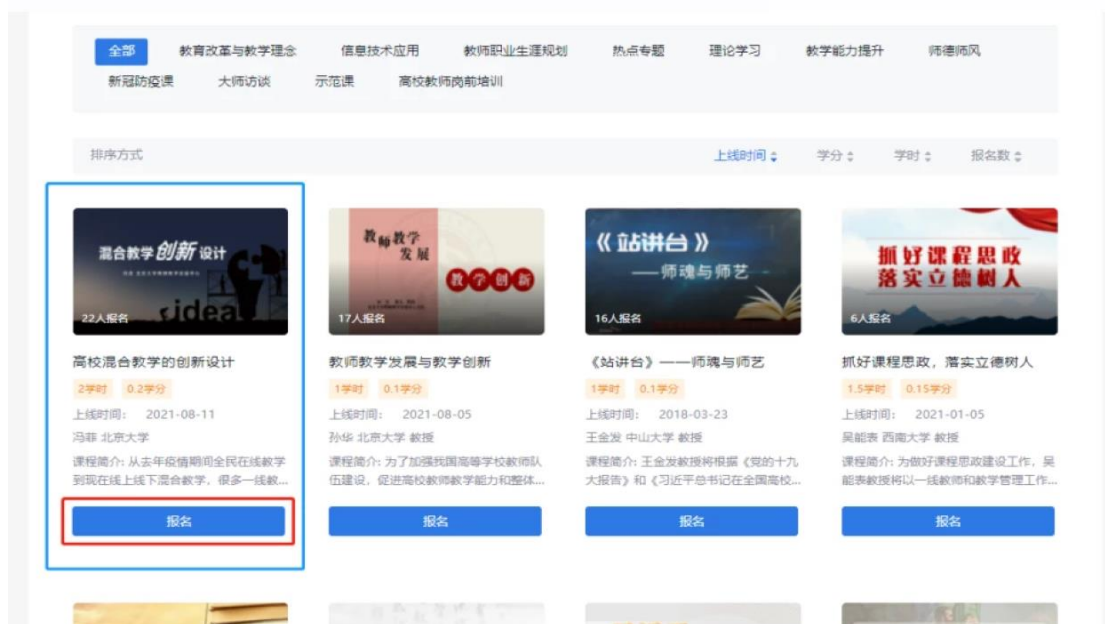 全部 教育改革与教学理念 信息技术应用 教师职业生涯规划 热点专题 理论学习 教学能力提升 师德师风
新冠防疫课 大师访谈 示范课 高校教师岗前培训
排序方式 上线时间 学分 学时 报名数
混合教学创新设计
idea
22人报名
高校混合教学的创新设计
2学时 0.2学分
上线时间: 2021-08-11
冯菲 北京大学
课程简介: 从去年疫情期间全民在线教学
到现在线上线下混合教学，很多一线教...
报名
教师教学
发展
教学创新
17人报名
教师教学发展与教学创新
1学时 0.1学分
上线时间: 2021-08-05
孙华 北京大学 教授
课程简介: 为了加强我国高等学校教师队
伍建设，促进高校教师教学能力和整体...
报名
《站讲台》
——师魂与师艺
16人报名
《站讲台》——师魂与师艺
1学时 0.1学分
上线时间: 2018-03-23
王金发 中山大学 教授
课程简介: 王金发教授将根据《党的十九
大报告》和《习近平总书记在全国高校...
报名
抓好课程思政
落实立德树人
6人报名
抓好课程思政，落实立德树人
1.5学时 0.15学分
上线时间: 2021-01-05
吴能表 西南大学 教授
课程简介: 为做好课程思政建设工作，吴
能表教授将以一线教师和教学管理工作...
报名